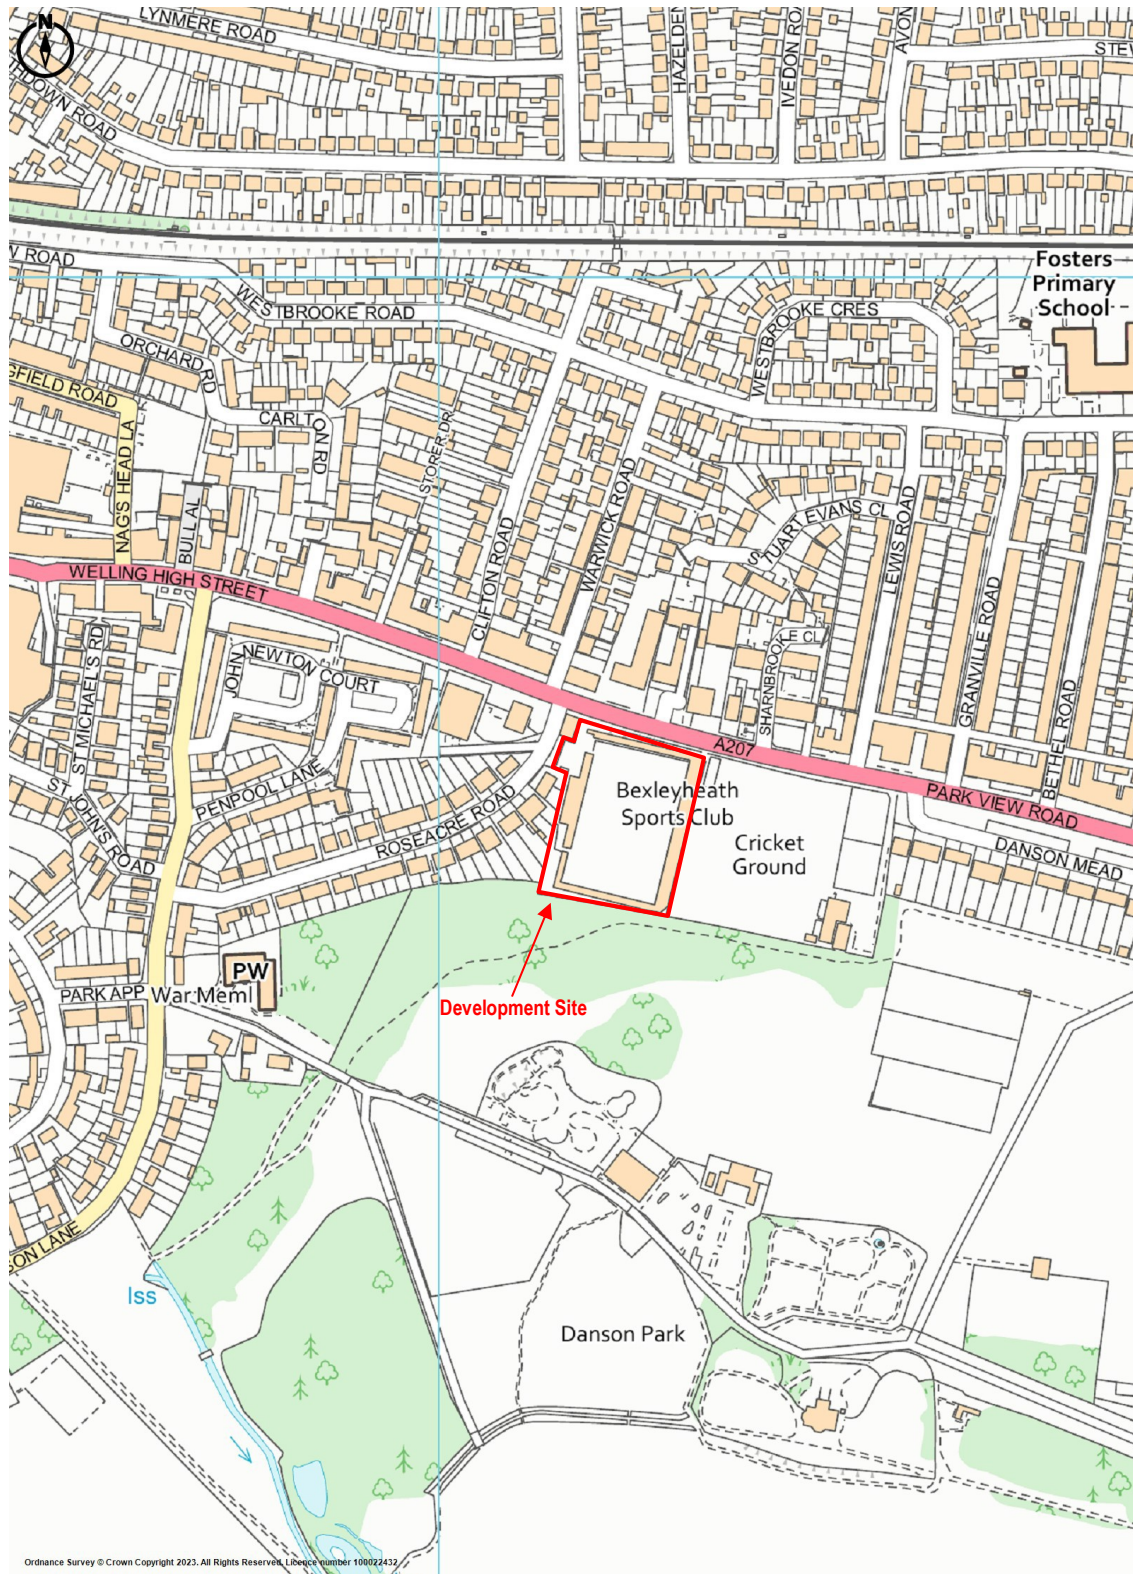 N
LYNMERE ROAD
DOWN ROAD
HAZELDEN
IVEDON ROA
AVON
STEW
W ROAD
WESTBROOKE ROAD
Fosters
Primary
School
WESTBROOKE CRES
ORCHARD RD
GFIELD ROAD
CARLTON RD
NAG'S HEAD LA
BULL AL
STORER DR
CLIFTON ROAD
WARWICK ROAD
STUART EVANS CL
LEWIS ROAD
GRANVILLE ROAD
BETHEL ROAD
WELLING HIGH STREET
ST MICHAEL'S RD
JOHN NEWTON COURT
SHARNBROOKE CL
A207
PARK VIEW ROAD
DANSON MEAD
PENPOOL LANE
ST JOHN'S ROAD
ROSEACRE ROAD
Bexleyheath
Sports Club
Cricket
Ground
PW
PARK APP
War Meml
Development Site
SON LANE
Iss
Danson Park
Ordnance Survey © Crown Copyright 2023. All Rights Reserved. Licence number 100022432